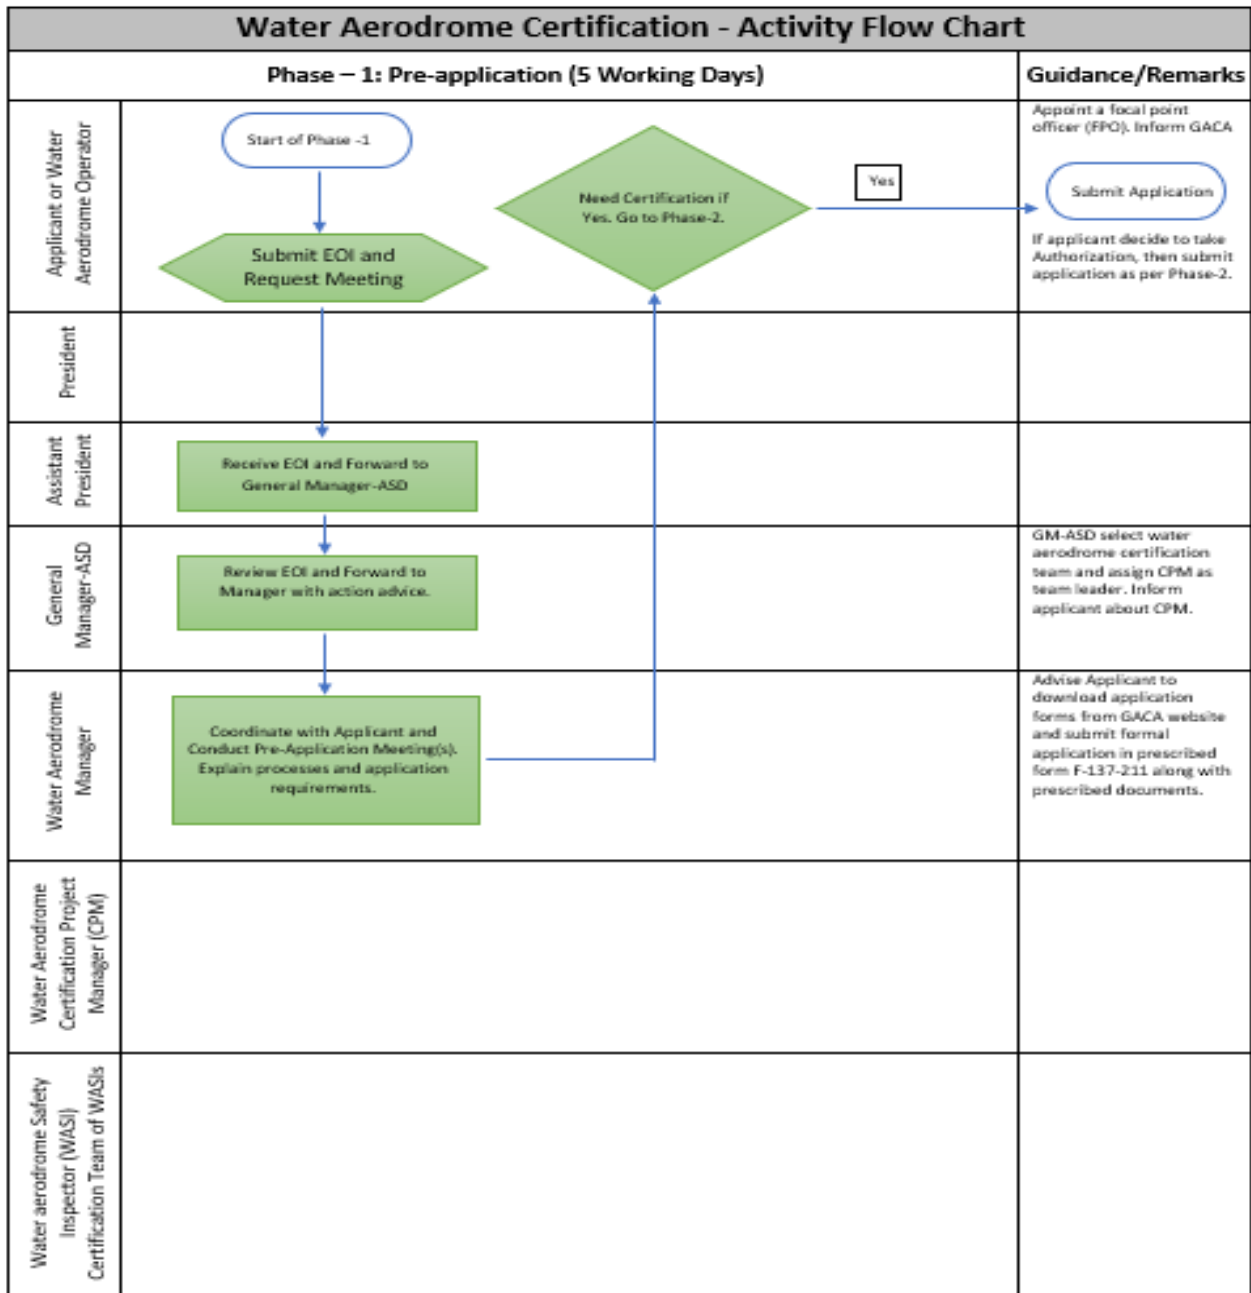 Water Aerodrome Certification - Activity Flow Chart
Phase – 1: Pre-application (5 Working Days)
Guidance/Remarks
Applicant or Water
Aerodrome Operator
Start of Phase -1
Submit EOI and
Request Meeting
Need Certification if
Yes. Go to Phase-2.
Yes
Appoint a focal point
officer (FPO). Inform GACA
Submit Application
If applicant decide to take
Authorization, then submit
application as per Phase-2.
President
Assistant
President
Receive EOI and Forward to
General Manager-ASD
General
Manager-ASD
Review EOI and Forward to
Manager with action advice.
GM-ASD select water
aerodrome certification
team and assign CPM as
team leader. Inform
applicant about CPM.
Water Aerodrome
Manager
Coordinate with Applicant and
Conduct Pre-Application Meeting(s).
Explain processes and application
requirements.
Advise Applicant to
download application
forms from GACA website
and submit formal
application in prescribed
form F-137-211 along with
prescribed documents.
Water Aerodrome
Certification Project
Manager (CPM)
Water aerodrome Safety
Inspector (WASI)
Certification Team of WASIs